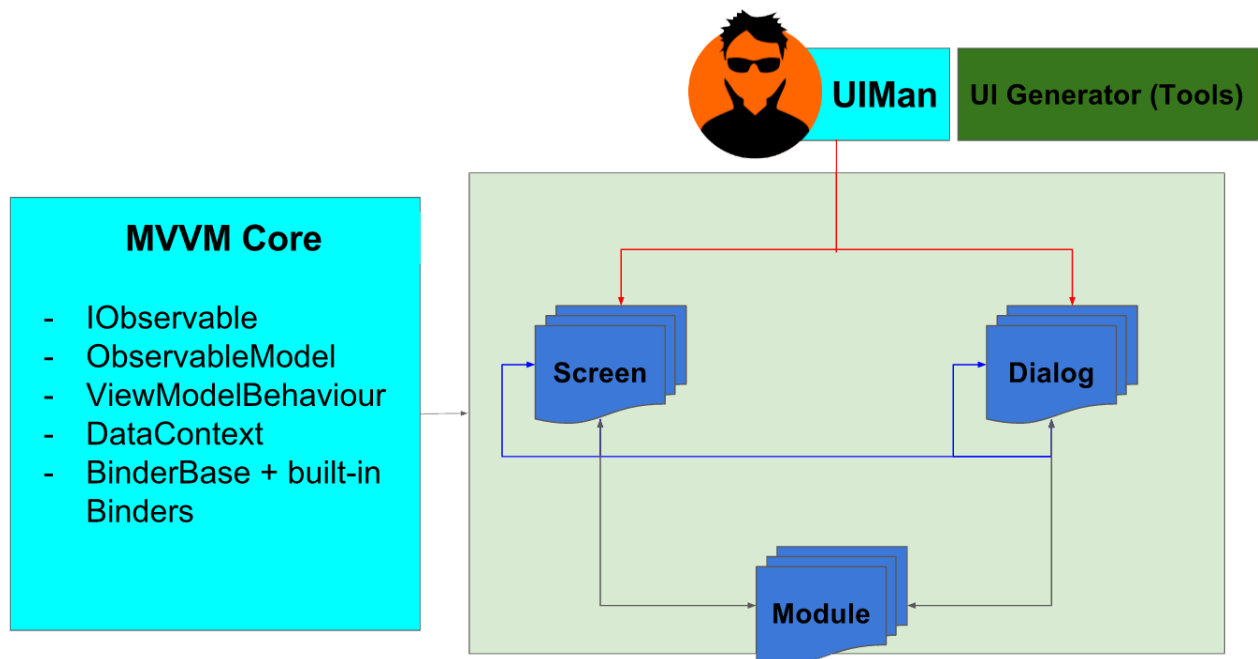 UIMan
UI Generator (Tools)
MVVM Core
- IObservable
- ObservableModel
- ViewModelBehaviour
- DataContext
- BinderBase + built-in
Binders
Screen
Dialog
Module